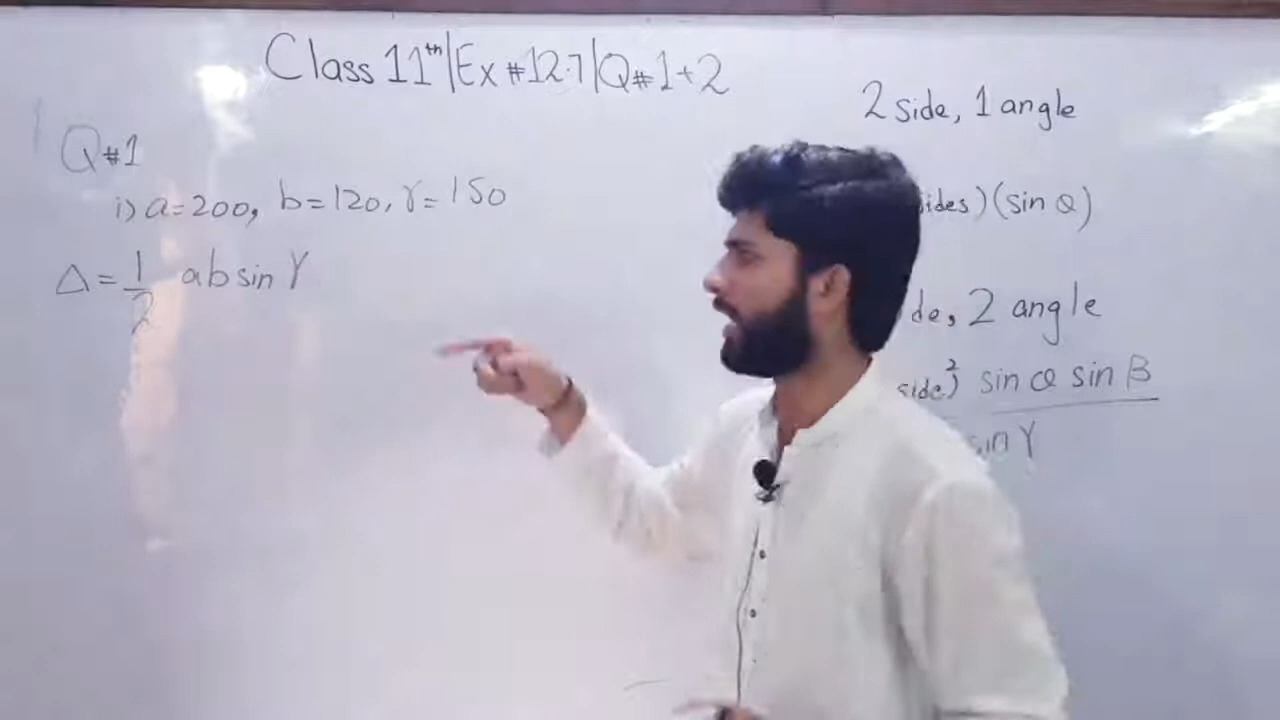 Class 11th|Ex#12.7|Q#1+2
Q#1
i) a=200, b=120, γ=150
Δ=1/2 ab sin γ
2 side, 1 angle
sides)(sin α)
2 angle
side)² sin α sin β
sin γ